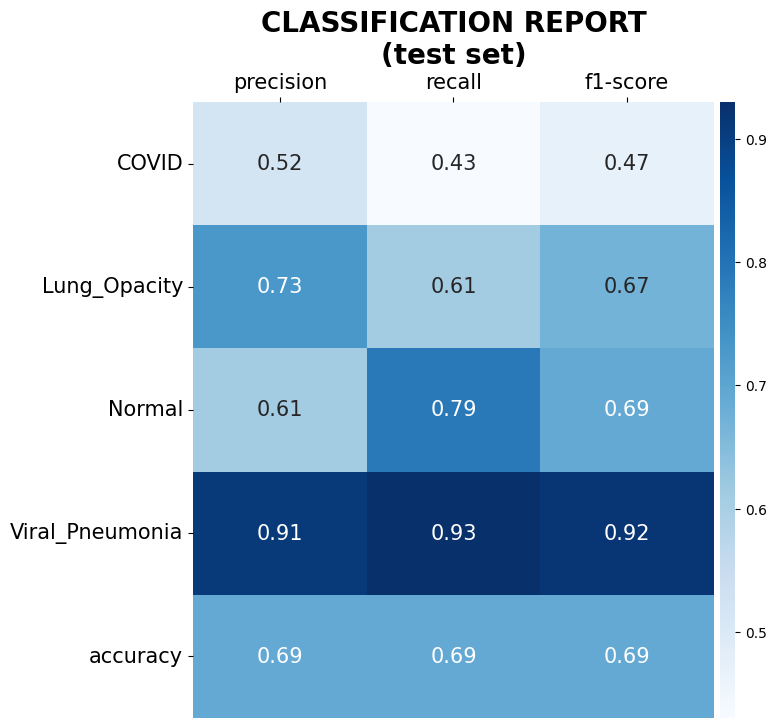 CLASSIFICATION REPORT
(test set)
precision recall f1-score
COVID 0.52 0.43 0.47
Lung_Opacity 0.73 0.61 0.67
Normal 0.61 0.79 0.69
Viral_Pneumonia 0.91 0.93 0.92
accuracy 0.69 0.69 0.69
0.9
0.8
0.7
0.6
0.5